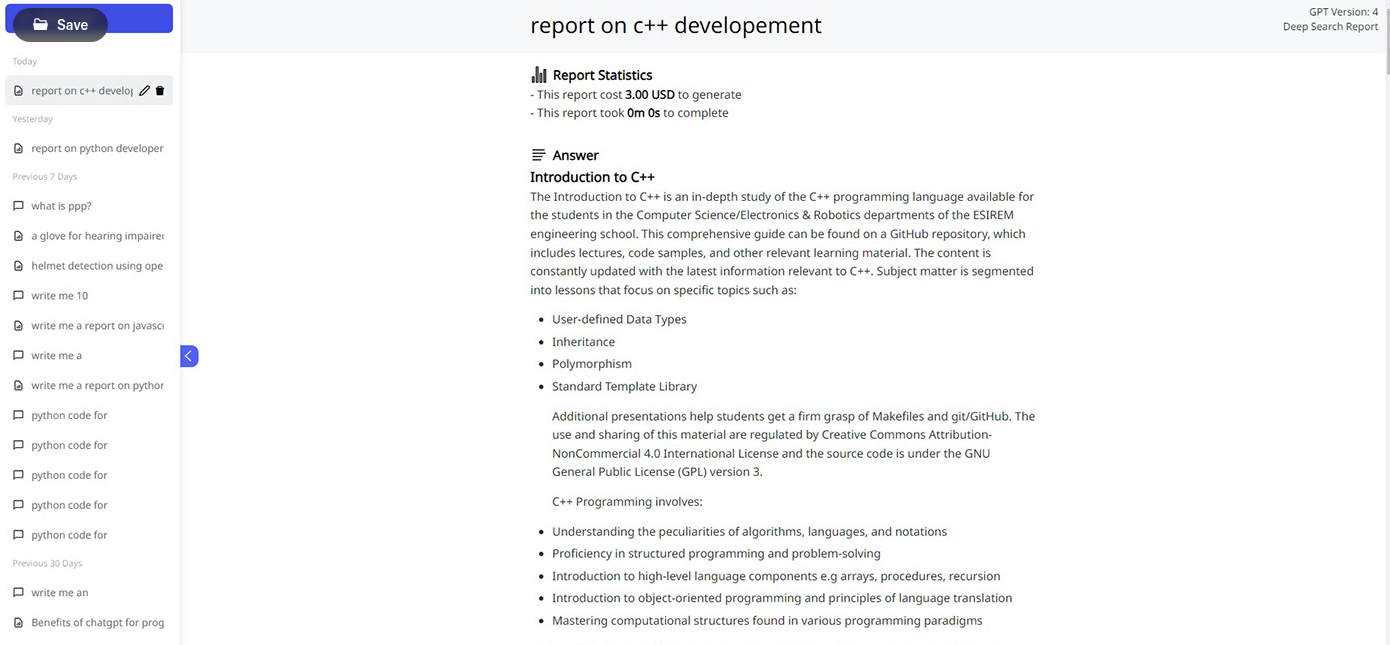 Save
Today
report on c++ develop
Yesterday
report on python developer
Previous 7 Days
what is ppp?
a glove for hearing impaired
helmet detection using ope
write me 10
write me a report on javasc
write me a
write me a report on python
python code for
python code for
python code for
python code for
python code for
Previous 30 Days
write me an
Benefits of chatgpt for prog
report on c++ developement
GPT Version: 4
Deep Search Report
Report Statistics
- This report cost 3.00 USD to generate
- This report took 0m 0s to complete
Answer
Introduction to C++
The Introduction to C++ is an in-depth study of the C++ programming language available for
the students in the Computer Science/Electronics & Robotics departments of the ESIREM
engineering school. This comprehensive guide can be found on a GitHub repository, which
includes lectures, code samples, and other relevant learning material. The content is
constantly updated with the latest information relevant to C++. Subject matter is segmented
into lessons that focus on specific topics such as:
• User-defined Data Types
• Inheritance
• Polymorphism
• Standard Template Library
Additional presentations help students get a firm grasp of Makefiles and git/GitHub. The
use and sharing of this material are regulated by Creative Commons Attribution-
NonCommercial 4.0 International License and the source code is under the GNU
General Public License (GPL) version 3.
C++ Programming involves:
• Understanding the peculiarities of algorithms, languages, and notations
• Proficiency in structured programming and problem-solving
• Introduction to high-level language components e.g arrays, procedures, recursion
• Introduction to object-oriented programming and principles of language translation
• Mastering computational structures found in various programming paradigms